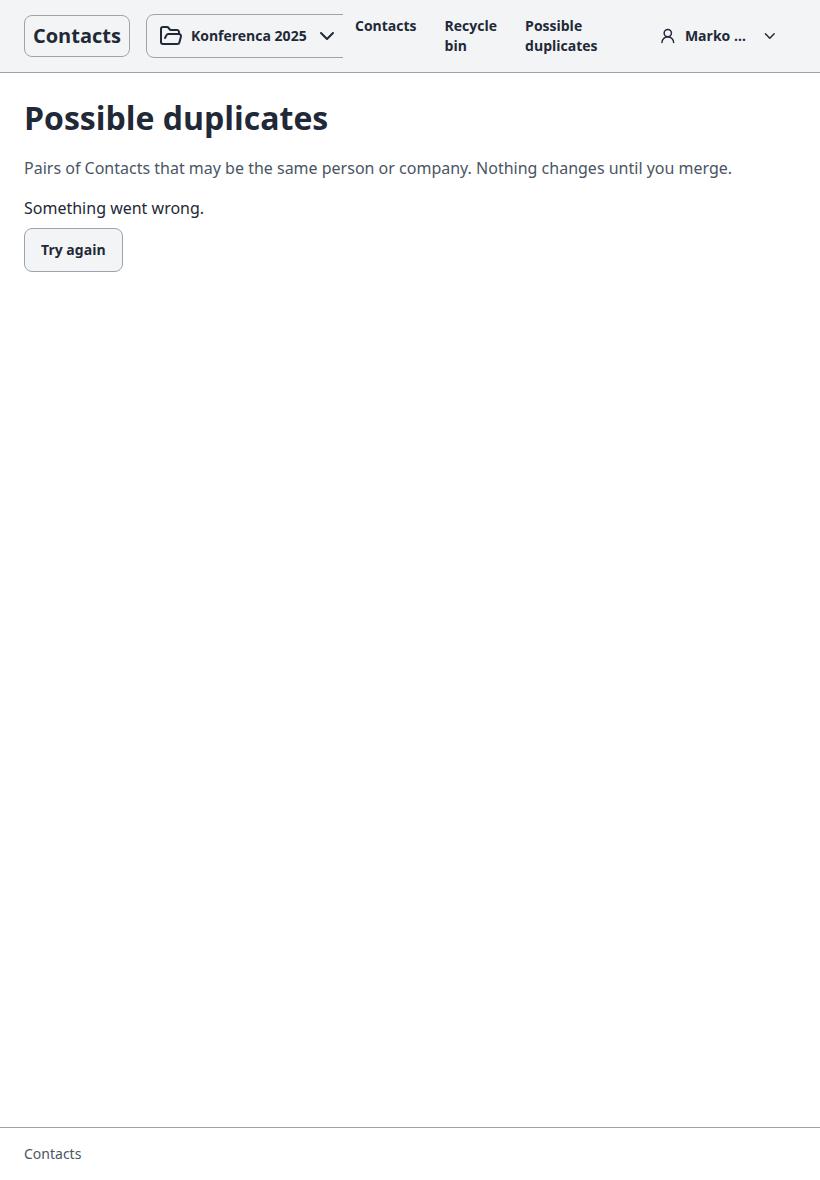 Contacts
Konferenca 2025
Contacts
Recycle
bin
Possible
duplicates
Marko ...
Possible duplicates
Pairs of Contacts that may be the same person or company. Nothing changes until you merge.
Something went wrong.
Try again
Contacts